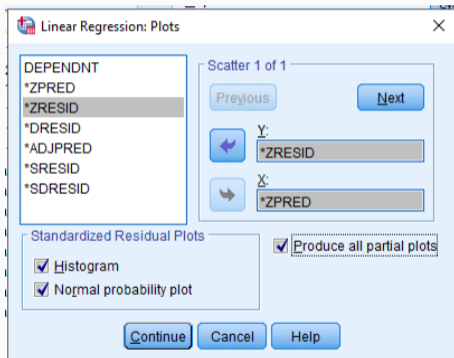 Linear Regression: Plots
DEPENDNT
*ZPRED
*ZRESID
*DRESID
*ADJPRED
*SRESID
*SDRESID
Scatter 1 of 1
Previous
Next
Y:
*ZRESID
X:
*ZPRED
Standardized Residual Plots
Histogram
Normal probability plot
Produce all partial plots
Continue
Cancel
Help